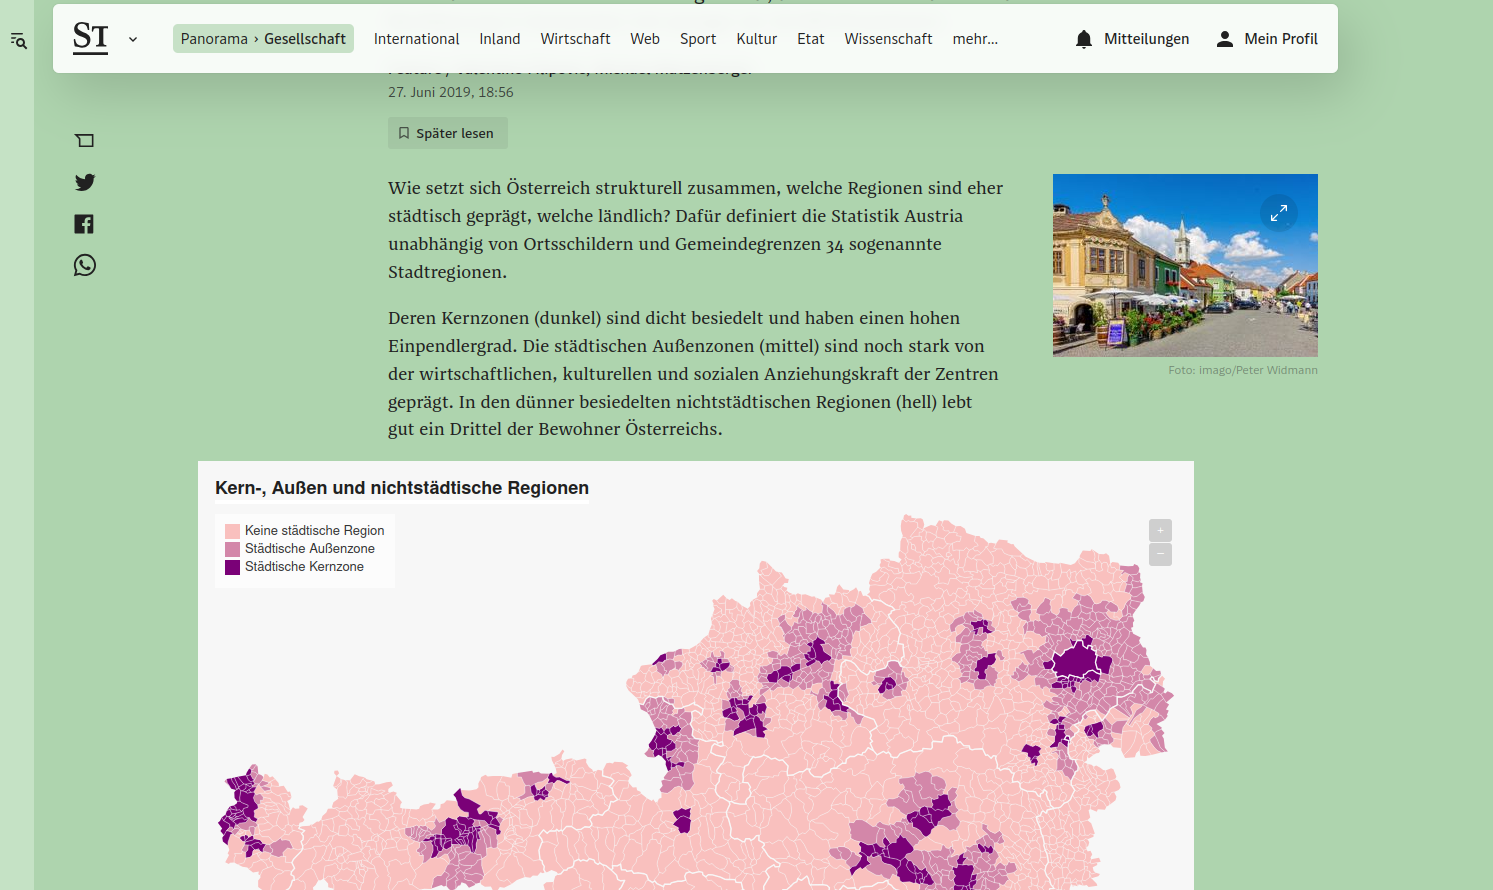 ST
Panorama › Gesellschaft
International
Inland
Wirtschaft
Web
Sport
Kultur
Etat
Wissenschaft
mehr...
Mitteilungen
Mein Profil
27. Juni 2019, 18:56
Später lesen
Wie setzt sich Österreich strukturell zusammen, welche Regionen sind eher
städtisch geprägt, welche ländlich? Dafür definiert die Statistik Austria
unabhängig von Ortsschildern und Gemeindegrenzen 34 sogenannte
Stadtregionen.
Deren Kernzonen (dunkel) sind dicht besiedelt und haben einen hohen
Einpendlergrad. Die städtischen Außenzonen (mittel) sind noch stark von
der wirtschaftlichen, kulturellen und sozialen Anziehungskraft der Zentren
geprägt. In den dünner besiedelten nichtstädtischen Regionen (hell) lebt
gut ein Drittel der Bewohner Österreichs.
Foto: imago/Peter Widmann
Kern-, Außen und nichtstädtische Regionen
Keine städtische Region
Städtische Außenzone
Städtische Kernzone
+
−